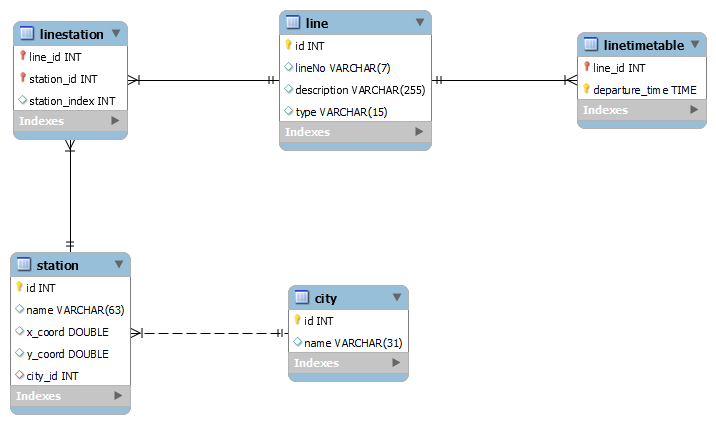 linestation
line_id INT
station_id INT
station_index INT
Indexes
line
id INT
lineNo VARCHAR(7)
description VARCHAR(255)
type VARCHAR(15)
Indexes
linetimetable
line_id INT
departure_time TIME
Indexes
station
id INT
name VARCHAR(63)
x_coord DOUBLE
y_coord DOUBLE
city_id INT
Indexes
city
id INT
name VARCHAR(31)
Indexes